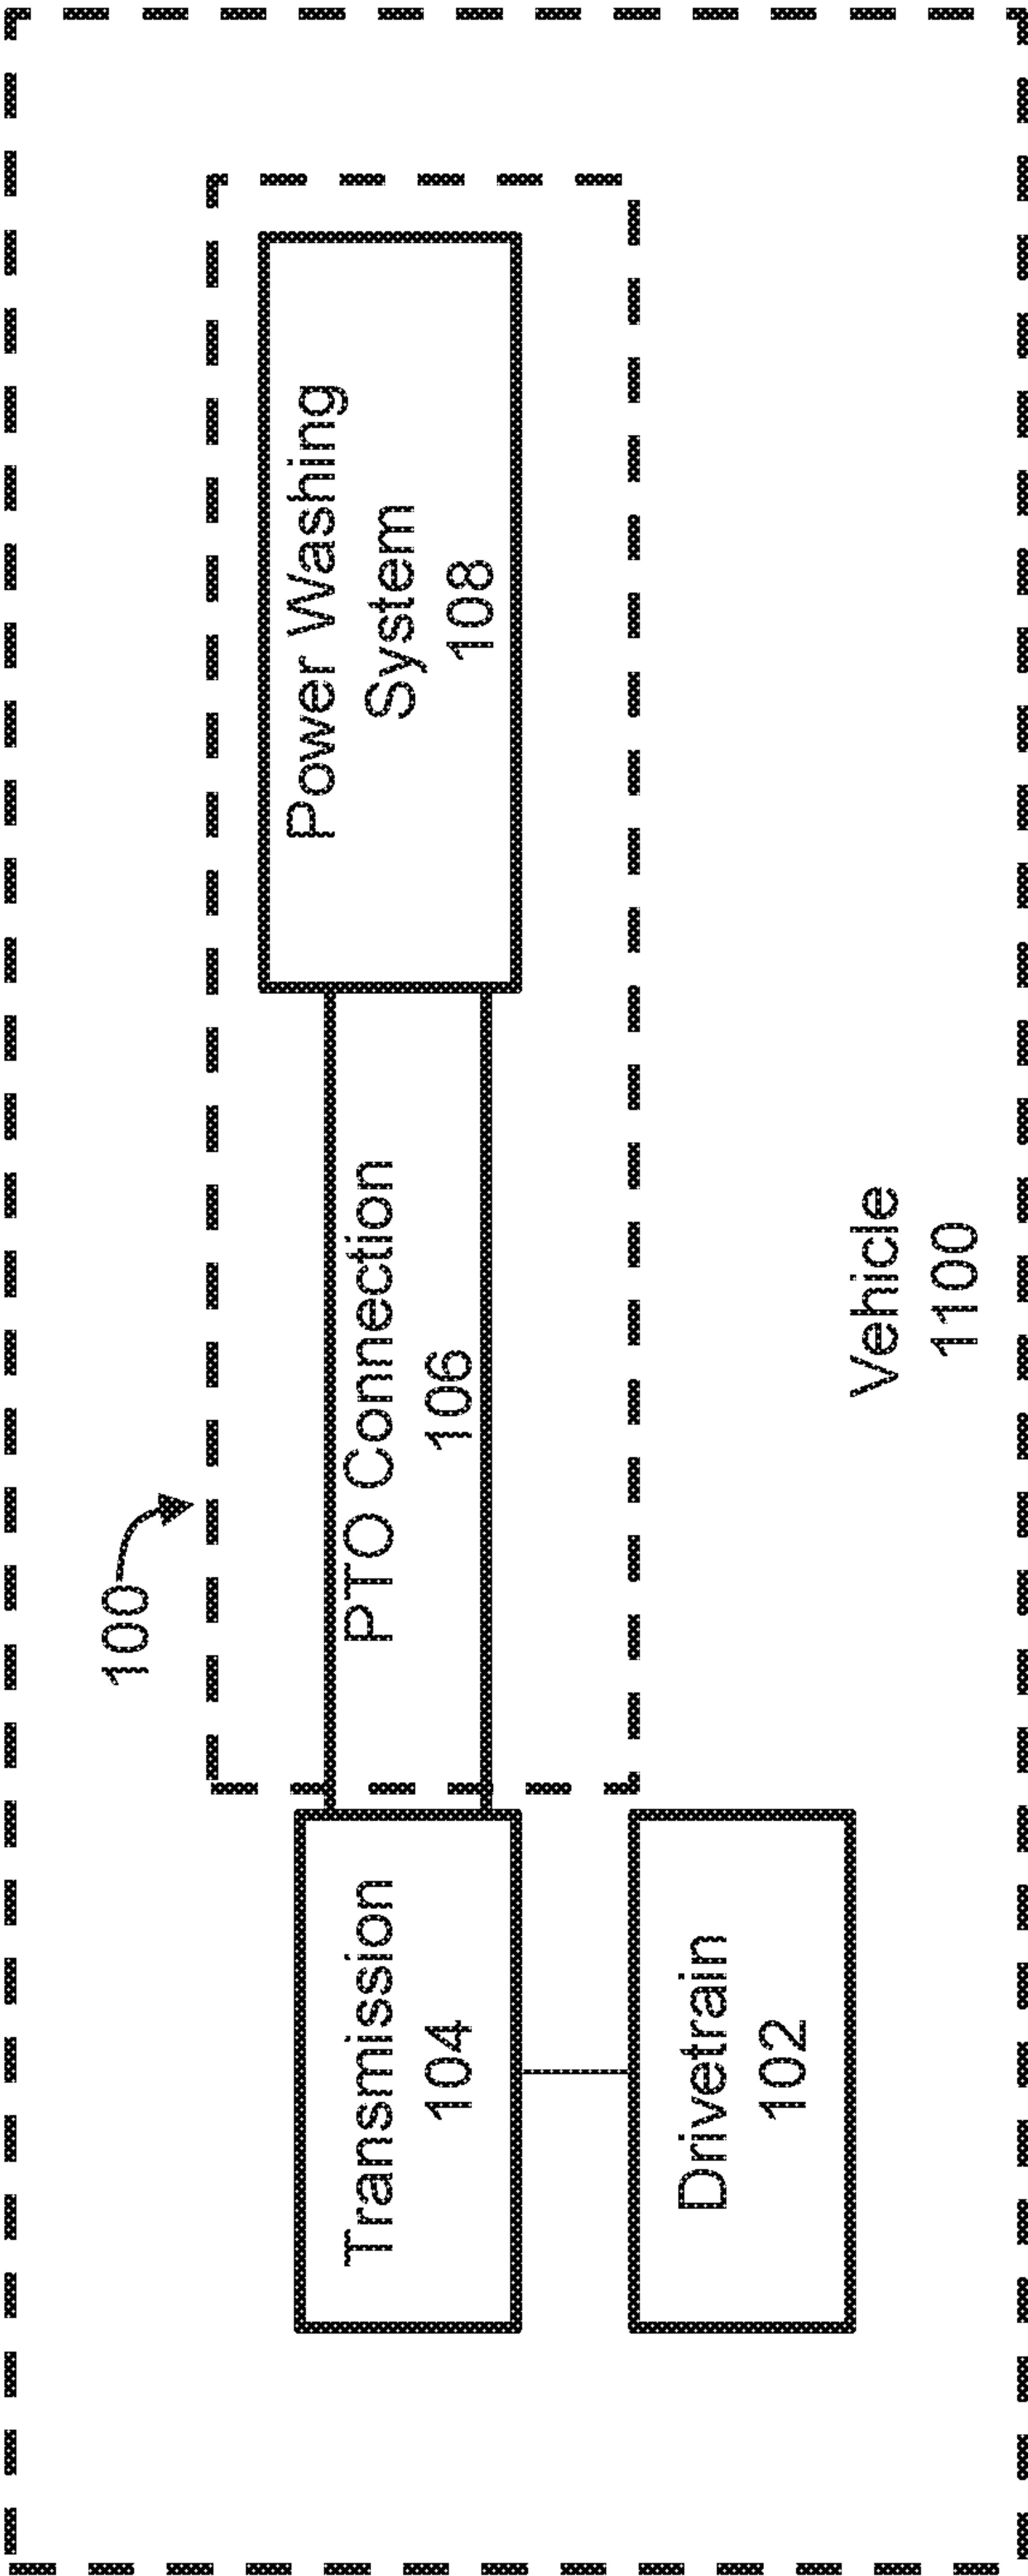 100
Transmission
104
PTO Connection
106
Power Washing
System
108
Drivetrain
102
Vehicle
1100